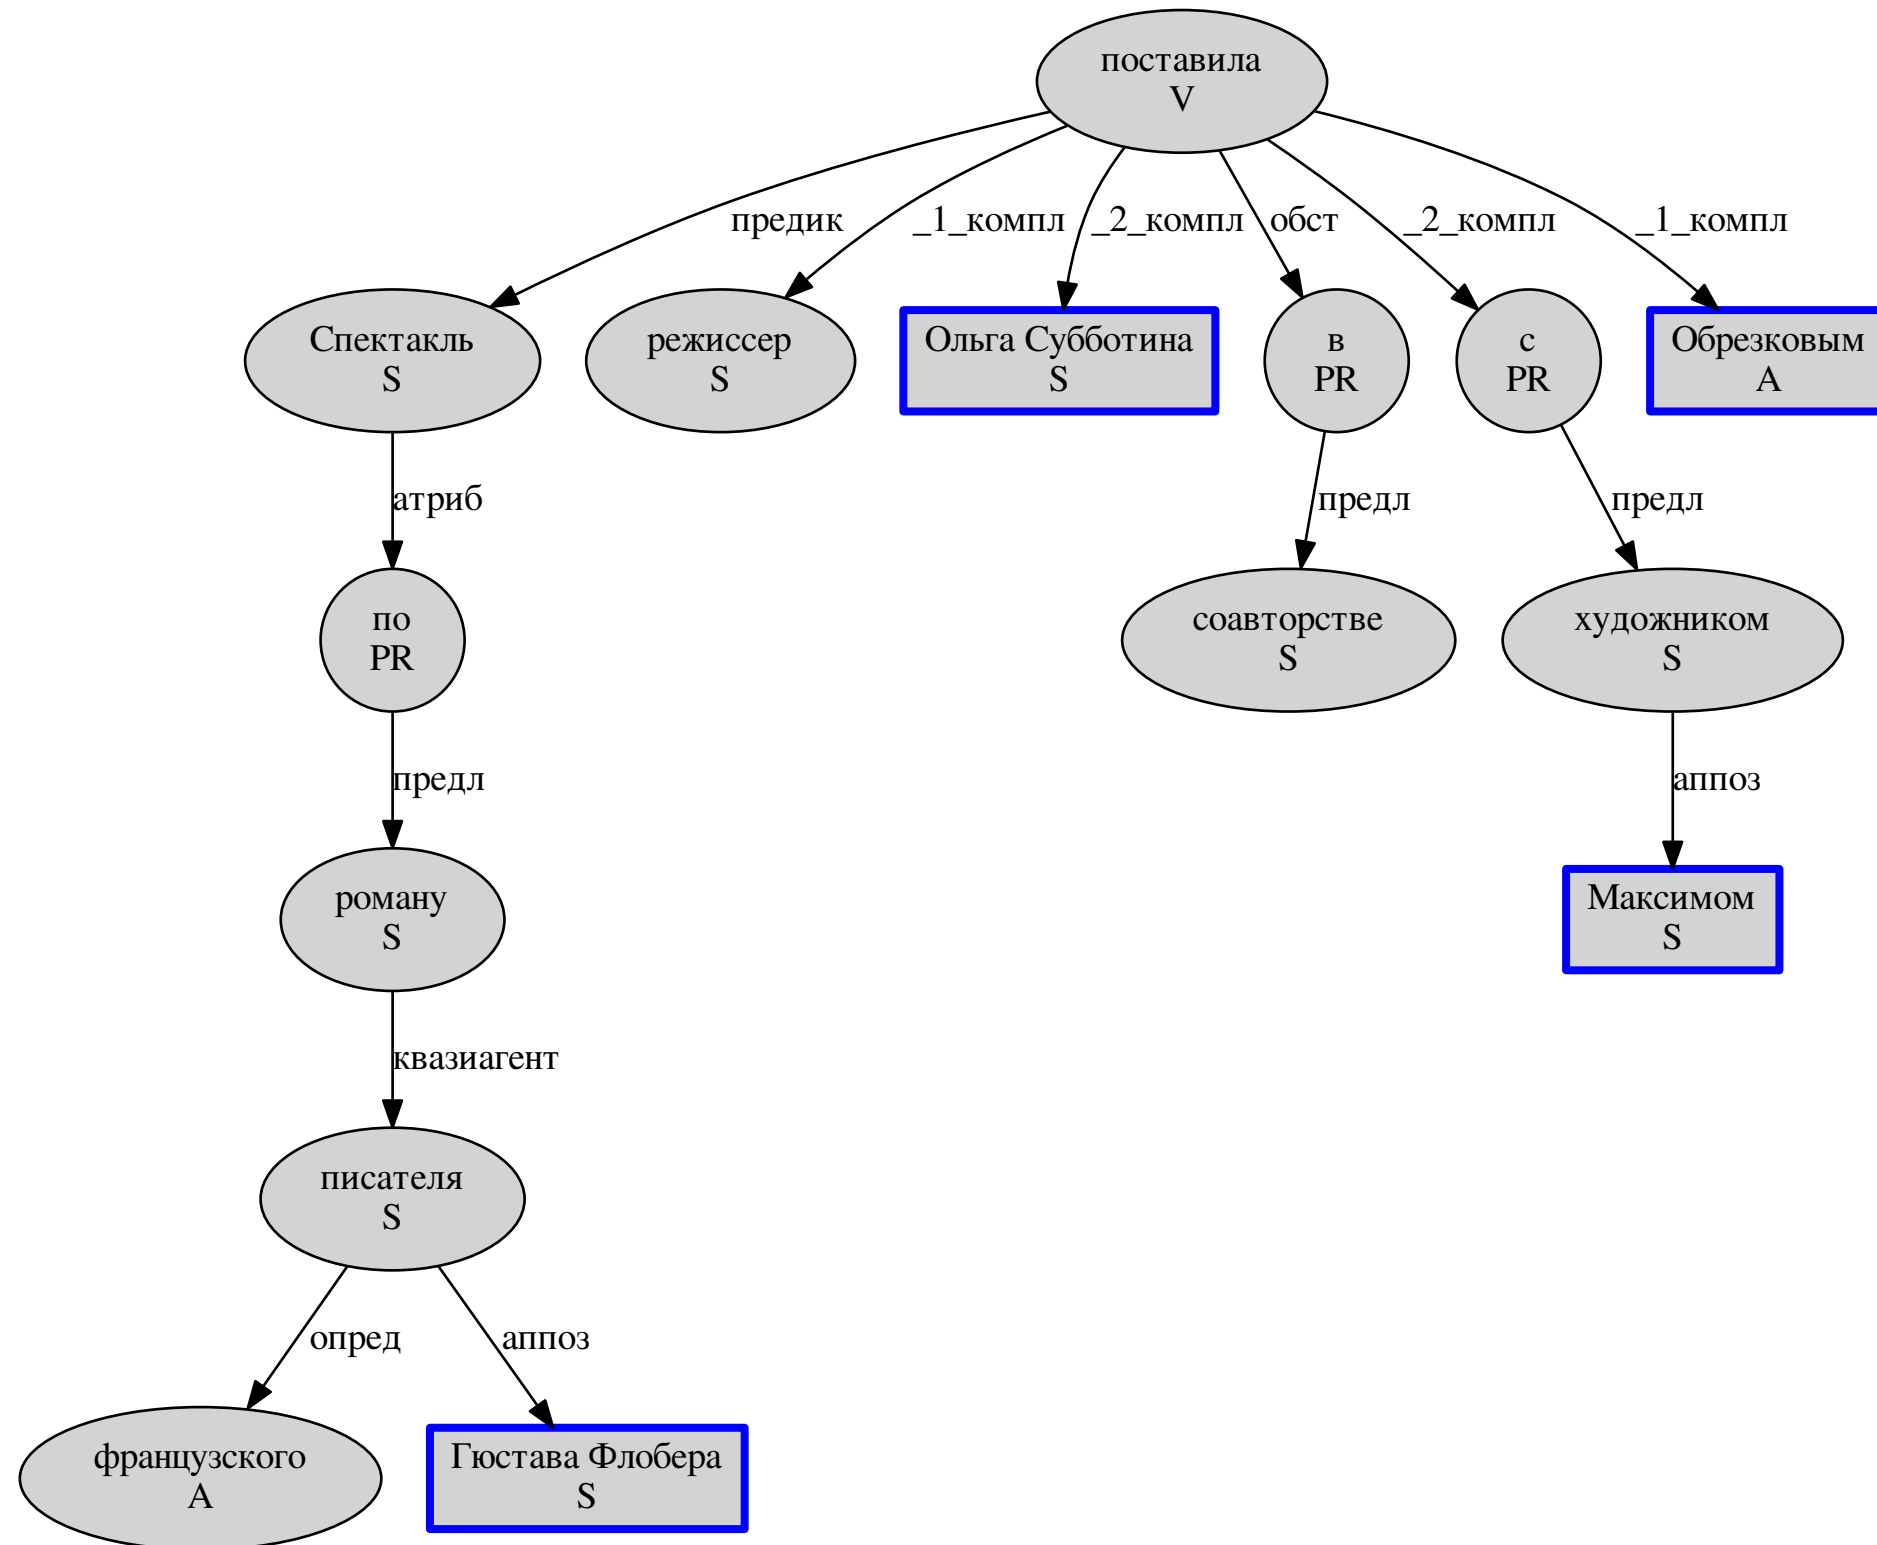 поставила
V
предик
_1_компл
_2_компл
обст
_2_компл
_1_компл
Спектакль
S
режиссер
S
Ольга Субботина
S
в
PR
с
PR
Обрезковым
A
атриб
предл
предл
по
PR
соавторстве
S
художником
S
предл
аппоз
роману
S
Максимом
S
квазиагент
писателя
S
опред
аппоз
французского
A
Гюстава Флобера
S